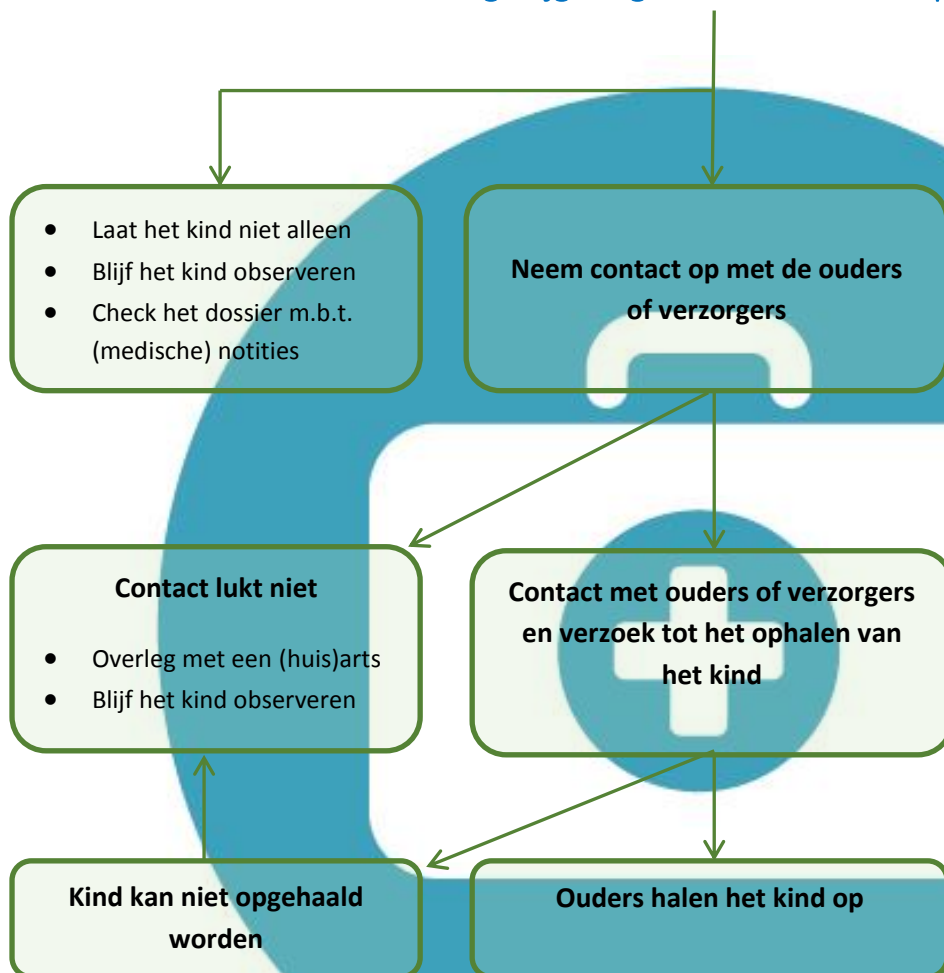 Laat het kind niet alleen
Blijf het kind observeren
Check het dossier m.b.t.
(medische) notities
Neem contact op met de ouders
of verzorgers
Contact lukt niet
Overleg met een (huis)arts
Blijf het kind observeren
Contact met ouders of verzorgers
en verzoek tot het ophalen van
het kind
Kind kan niet opgehaald
worden
Ouders halen het kind op